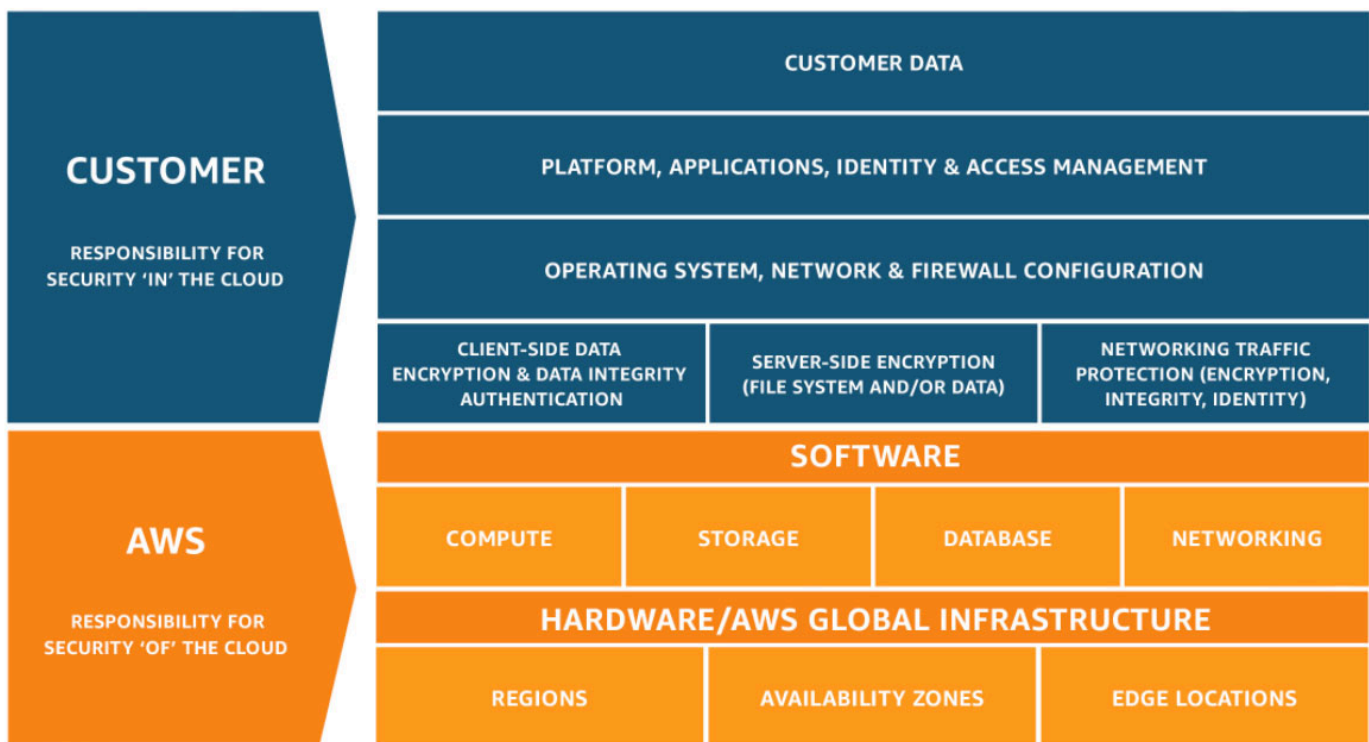 CUSTOMER
RESPONSIBILITY FOR
SECURITY ‘IN’ THE CLOUD
CUSTOMER DATA
PLATFORM, APPLICATIONS, IDENTITY & ACCESS MANAGEMENT
OPERATING SYSTEM, NETWORK & FIREWALL CONFIGURATION
CLIENT-SIDE DATA
ENCRYPTION & DATA INTEGRITY
AUTHENTICATION
SERVER-SIDE ENCRYPTION
(FILE SYSTEM AND/OR DATA)
NETWORKING TRAFFIC
PROTECTION (ENCRYPTION,
INTEGRITY, IDENTITY)
AWS
RESPONSIBILITY FOR
SECURITY ‘OF’ THE CLOUD
SOFTWARE
COMPUTE
STORAGE
DATABASE
NETWORKING
HARDWARE/AWS GLOBAL INFRASTRUCTURE
REGIONS
AVAILABILITY ZONES
EDGE LOCATIONS